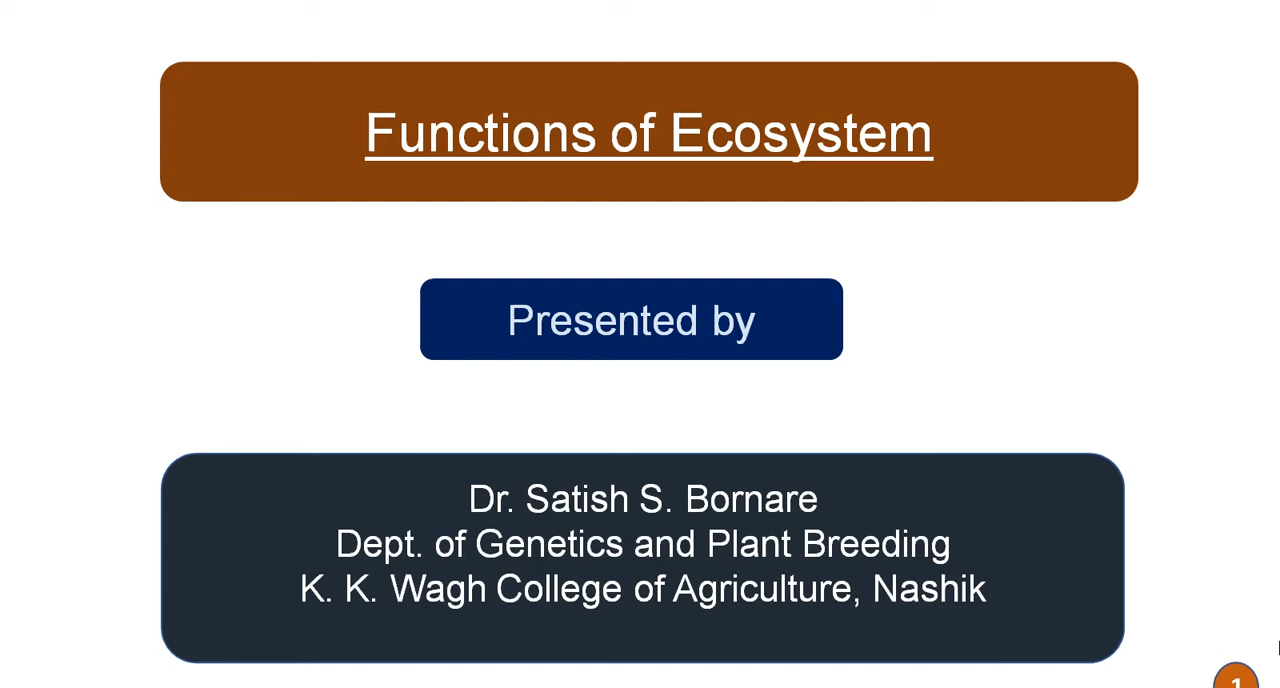 Functions of Ecosystem
Presented by
Dr. Satish S. Bornare
Dept. of Genetics and Plant Breeding
K. K. Wagh College of Agriculture, Nashik
1